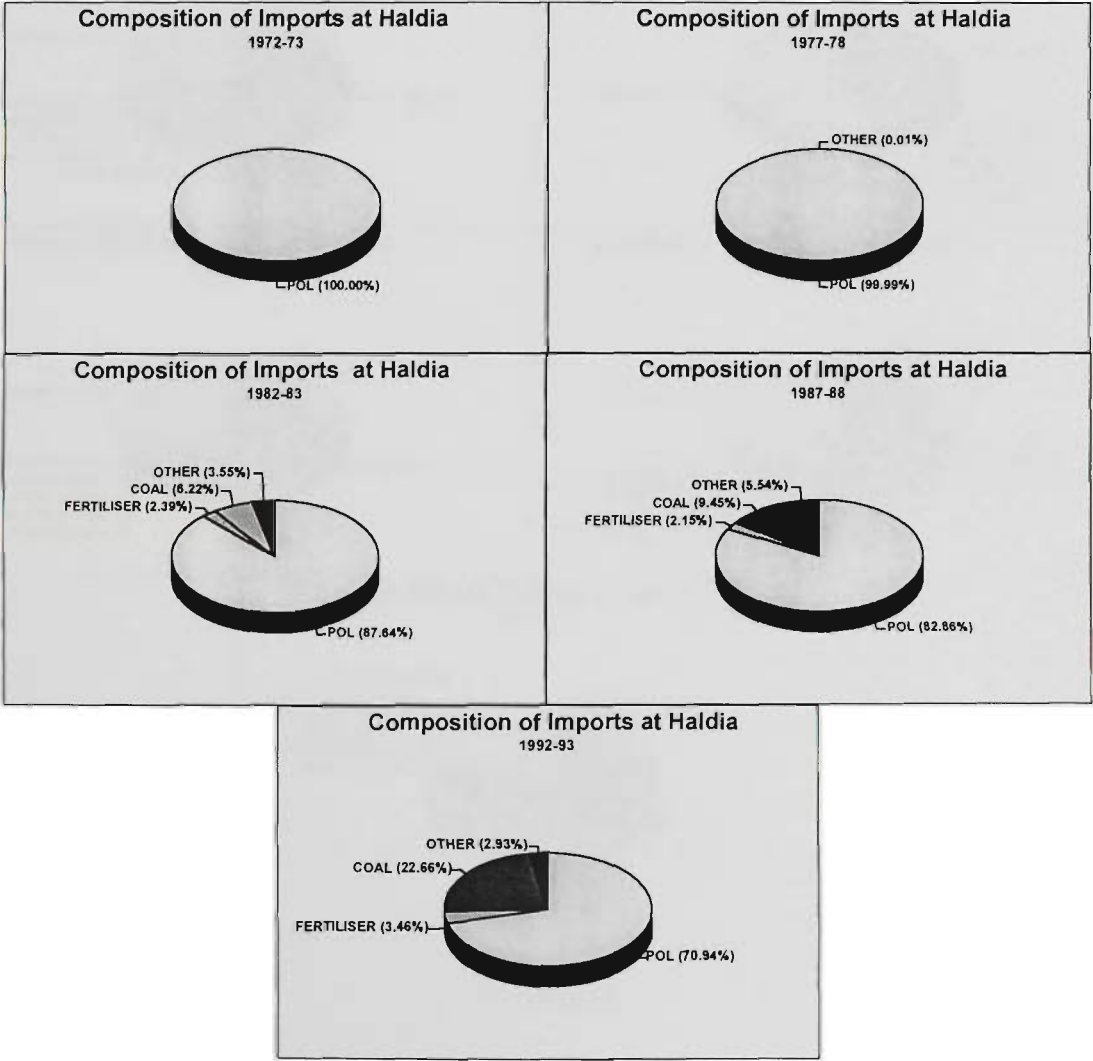 Composition of Imports at Haldia
1972-73
POL (100.00%)
Composition of Imports at Haldia
1977-78
OTHER (0.01%)
POL (99.99%)
Composition of Imports at Haldia
1982-83
OTHER (3.55%)
COAL (6.22%)
FERTILISER (2.39%)
POL (87.84%)
Composition of Imports at Haldia
1987-88
OTHER (5.54%)
COAL (9.45%)
FERTILISER (2.15%)
POL (82.86%)
Composition of Imports at Haldia
1992-93
OTHER (2.93%)
COAL (22.66%)
FERTILISER (3.46%)
POL (70.94%)